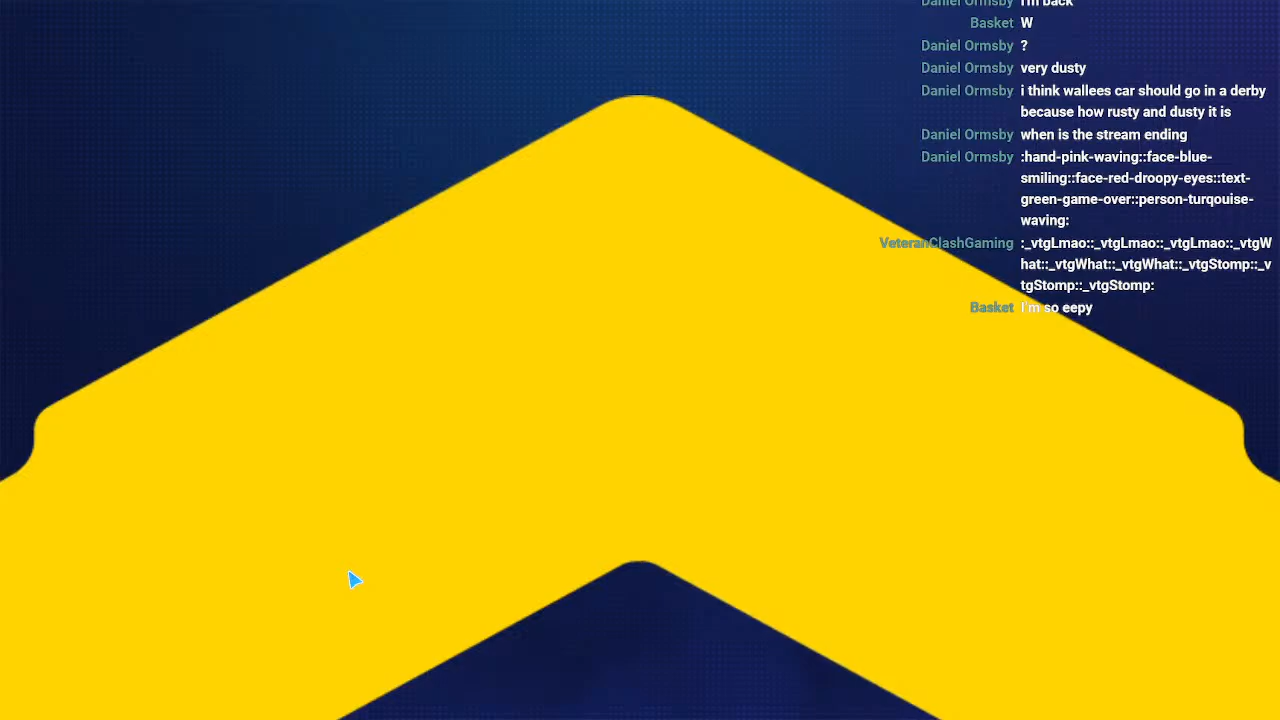 Daniel Ormsby I'm back
Basket W
Daniel Ormsby ?
Daniel Ormsby very dusty
Daniel Ormsby i think wallees car should go in a derby
because how rusty and dusty it is
Daniel Ormsby when is the stream ending
Daniel Ormsby :hand-pink-waving::face-blue-
smiling::face-red-droopy-eyes::text-
green-game-over::person-turqouise-
waving:
VeteranClashGaming :_vtgLmao::_vtgLmao::_vtgLmao::_vtgW
hat::_vtgWhat::_vtgWhat::_vtgStomp::_v
tgStomp::_vtgStomp:
Basket I'm so eepy